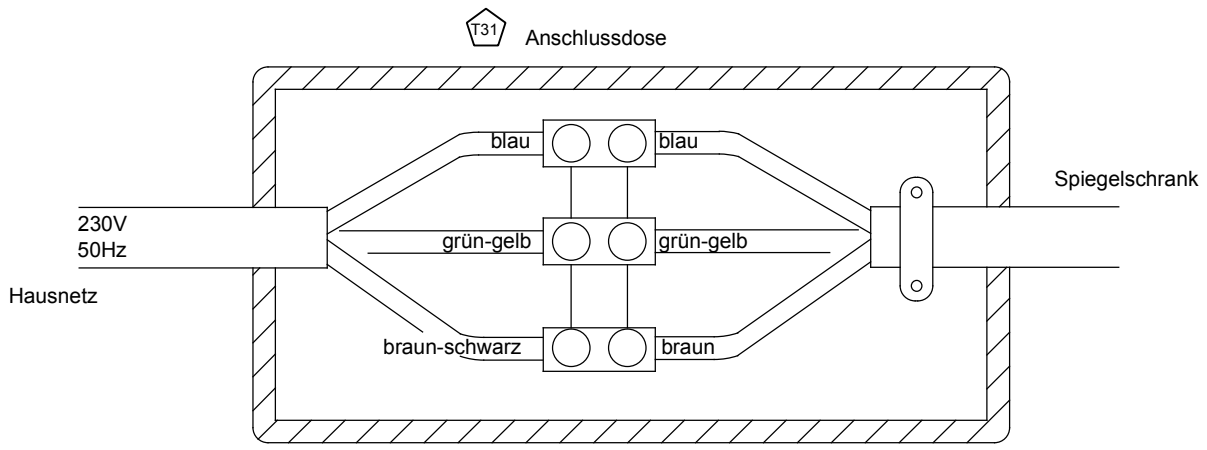 T31
Anschlussdose
blau
blau
Spiegelschrank
230V
50Hz
grün-gelb
grün-gelb
Hausnetz
braun-schwarz
braun